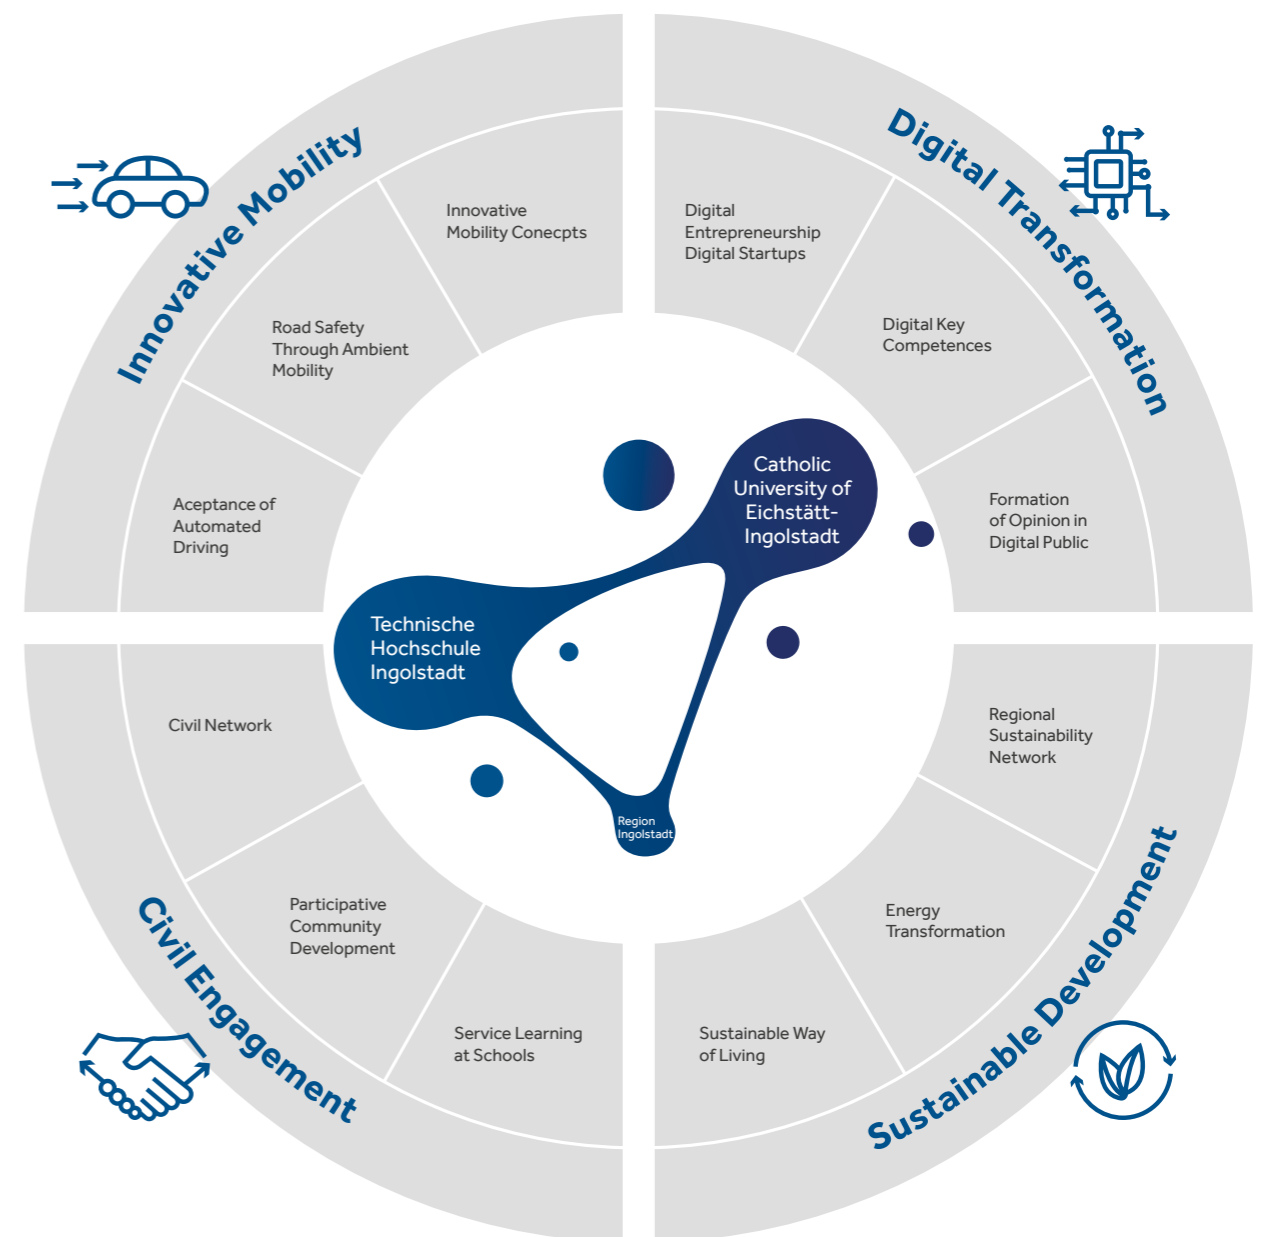 Innovative Mobility
Innovative
Mobility Conecpts
Road Safety
Through Ambient
Mobility
Aceptance of
Automated
Driving
Digital Transformation
Digital
Entrepreneurship
Digital Startups
Digital Key
Competences
Formation
of Opinion in
Digital Public
Catholic
University of
Eichstätt-
Ingolstadt
Technische
Hochschule
Ingolstadt
Region
Ingolstadt
Civil Engagement
Civil Network
Participative
Community
Development
Service Learning
at Schools
Sustainable Development
Regional
Sustainability
Network
Energy
Transformation
Sustainable Way
of Living